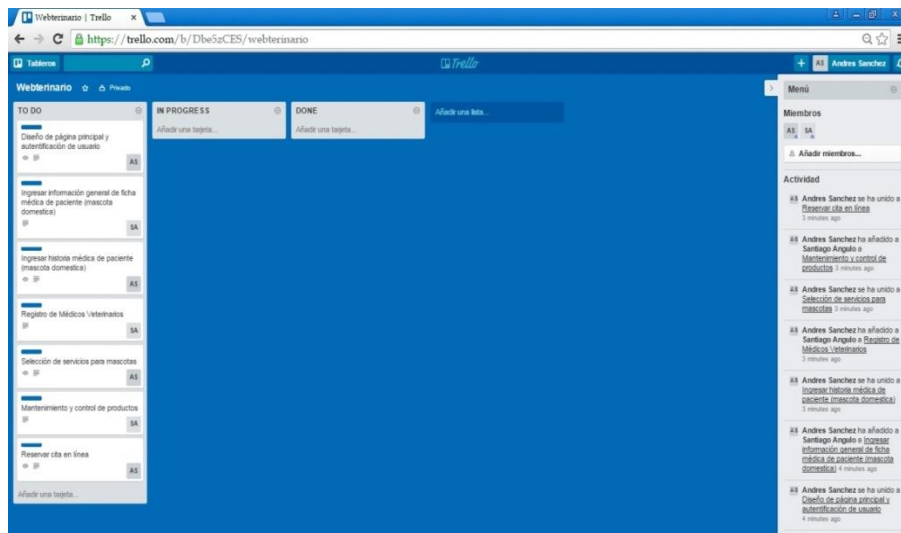 Webterinario | Trello
https://trello.com/b/Dbe5zCES/webterinario
Tableros
Trello
AS Andres Sanchez
Webterinario
Privado
TO DO
Diseño de página principal y
autentificación de usuario
AS
Ingresar información general de ficha
médica de paciente (mascota
domestica)
SA
Ingresar historia médica de paciente
(mascota domestica)
AS
Registro de Médicos Veterinarios
SA
Selección de servicios para mascotas
AS
Mantenimiento y control de productos
SA
Reservar cita en línea
AS
Añadir una tarjeta...
IN PROGRESS
Añadir una tarjeta...
DONE
Añadir una tarjeta...
Añadir una lista...
Menú
Miembros
AS SA
Añadir miembros...
Actividad
AS Andres Sanchez se ha unido a
Reservar cita en línea
3 minutes ago
AS Andres Sanchez ha añadido a
Santiago Angulo a
Mantenimiento y control de
productos 3 minutes ago
AS Andres Sanchez se ha unido a
Selección de servicios para
mascotas 3 minutes ago
AS Andres Sanchez ha añadido a
Santiago Angulo a Registro de
Médicos Veterinarios
3 minutes ago
AS Andres Sanchez se ha unido a
Ingresar historia médica de
paciente (mascota domestica)
3 minutes ago
AS Andres Sanchez ha añadido a
Santiago Angulo a Ingresar
información general de ficha
médica de paciente (mascota
domestica) 4 minutes ago
AS Andres Sanchez se ha unido a
Diseño de página principal y
autentificación de usuario
4 minutes ago